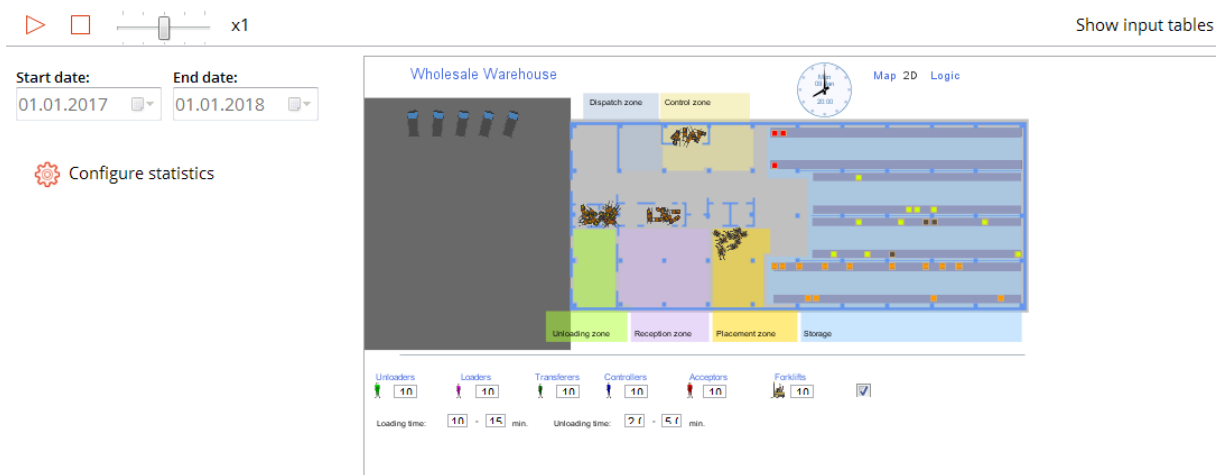 x1
Show input tables
Start date:
End date:
01.01.2017
01.01.2018
Configure statistics
Wholesale Warehouse
Map 2D Logic
20:00
Dispatch zone
Control zone
Unloading zone
Reception zone
Placement zone
Storage
Unloaders
Loaders
Transferers
Controllers
Acceptors
Forklifts
10
10
10
10
10
10
Loading time: 10 - 15 min.
Unloading time: - min.